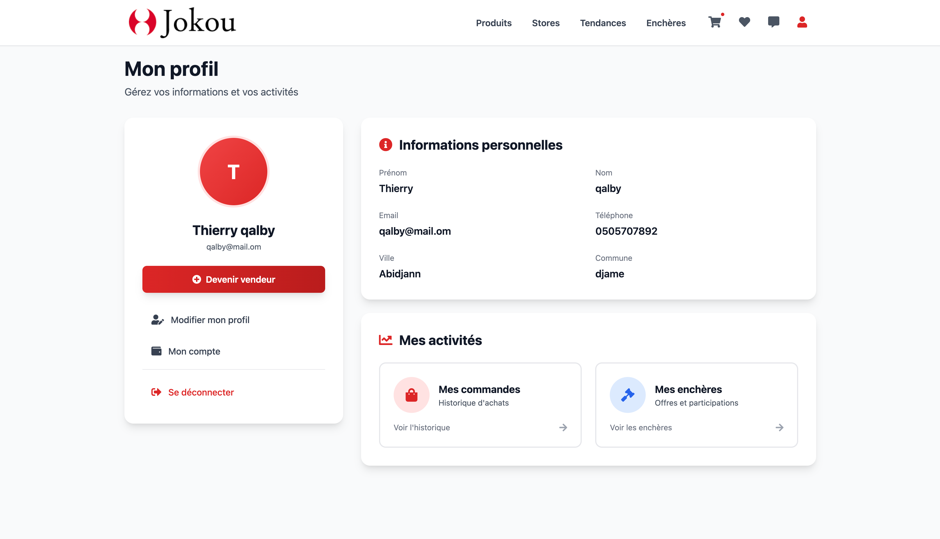 Jokou
Produits Stores Tendances Enchères
Mon profil
Gérez vos informations et vos activités
T
Thierry qalby
qalby@mail.om
Devenir vendeur
Modifier mon profil
Mon compte
Se déconnecter
Informations personnelles
Prénom Nom
Thierry qalby
Email Téléphone
qalby@mail.om 0505707892
Ville Commune
Abidjann djame
Mes activités
Mes commandes
Historique d'achats
Voir l'historique
Mes enchères
Offres et participations
Voir les enchères